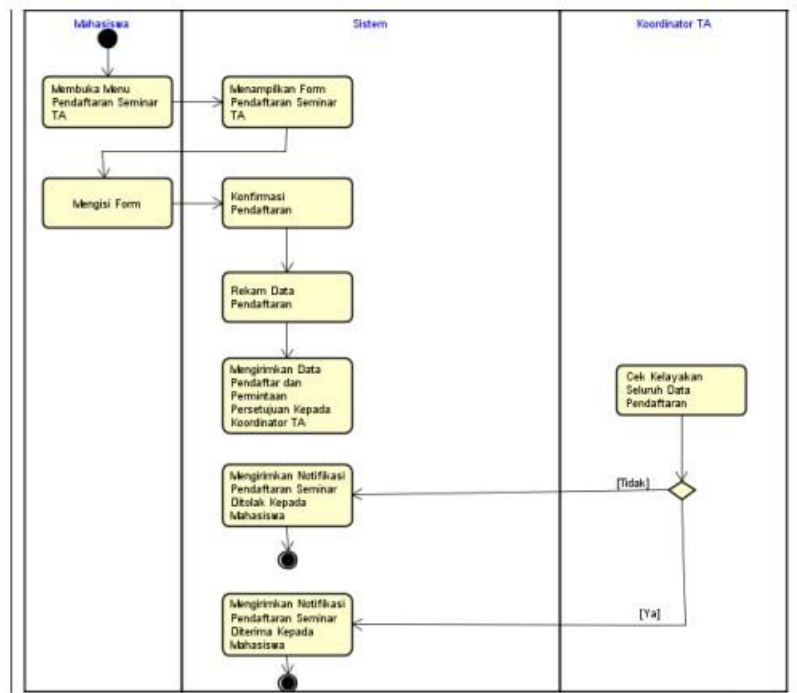 Mahasiswa
Sistem
Koordinator TA
Membuka Menu
Pendaftaran Seminar
TA
Menampilkan Form
Pendaftaran Seminar
TA
Mengisi Form
Konfirmasi
Pendaftaran
Rekam Data
Pendaftaran
Mengirimkan Data
Pendaftar dan
Permintaan
Persetujuan Kepada
Koordinator TA
Cek Kelayakan
Seluruh Data
Pendaftaran
[Tidak]
Mengirimkan Notifikasi
Pendaftaran Seminar
Ditolak Kepada
Mahasiswa
[Ya]
Mengirimkan Notifikasi
Pendaftaran Seminar
Diterima Kepada
Mahasiswa